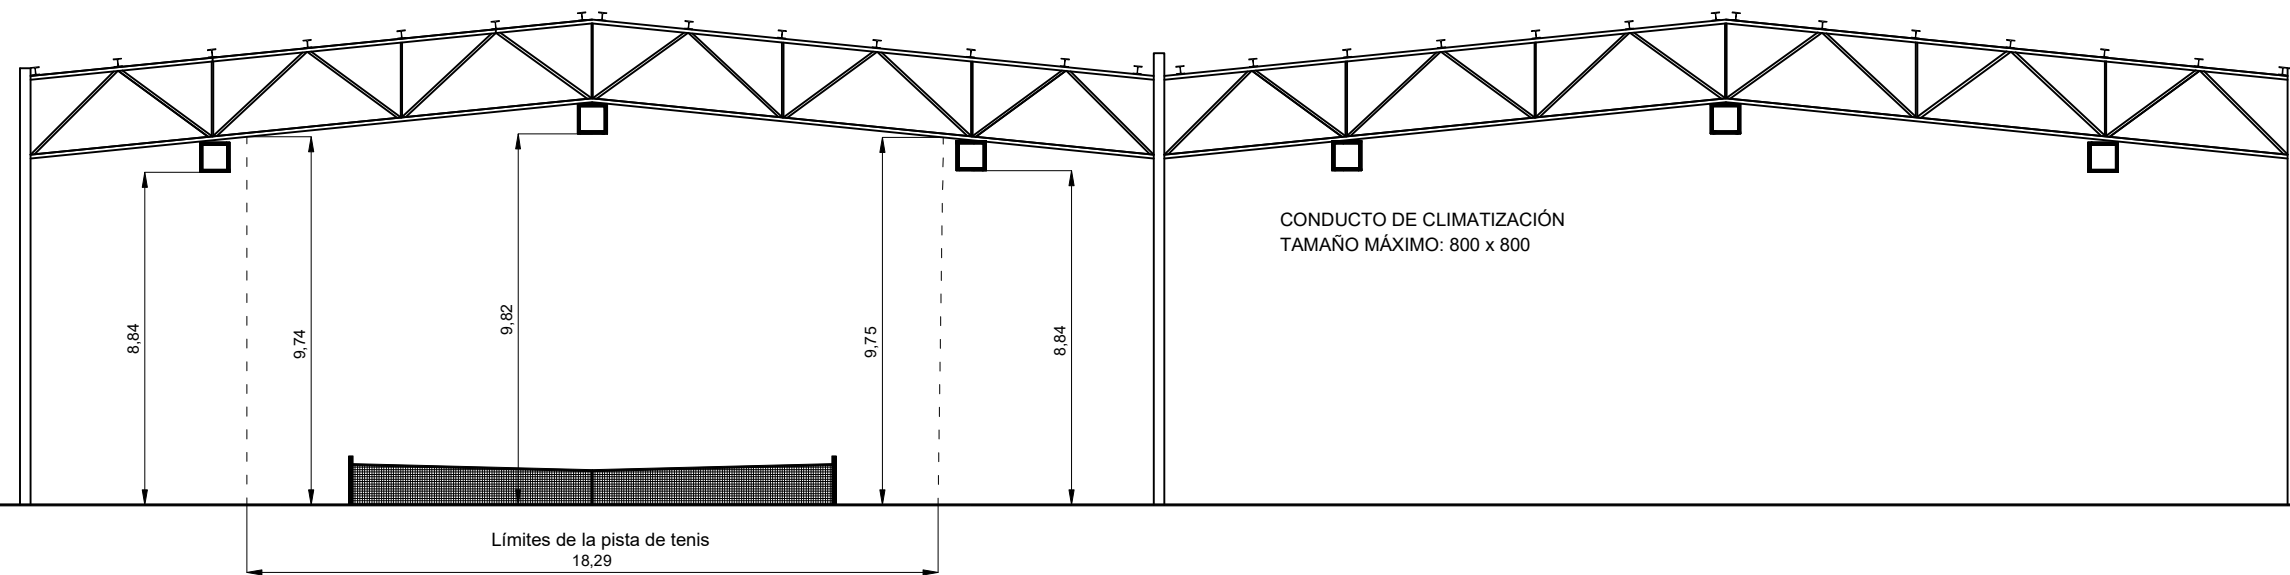 CONDUCTO DE CLIMATIZACIÓN
TAMAÑO MÁXIMO: 800 x 800
8,84
9,74
9,82
9,75
8,84
Límites de la pista de tenis
18,29